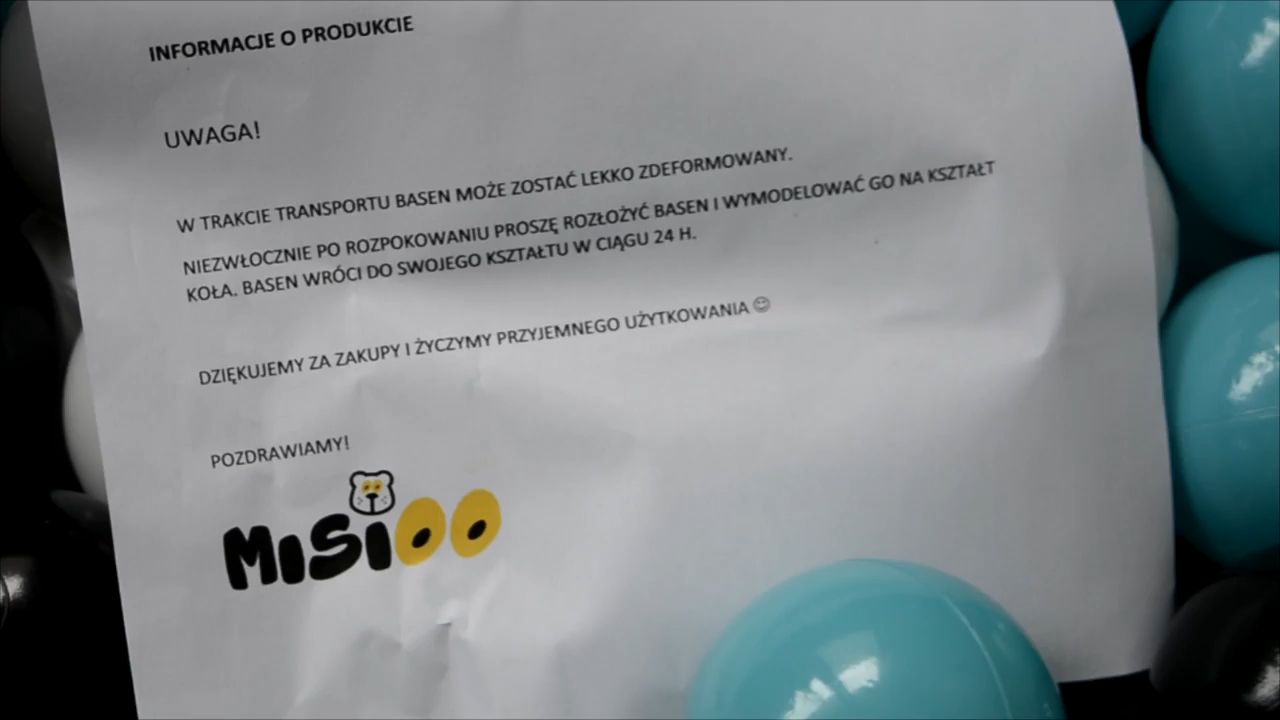 INFORMACJE O PRODUKCIE
UWAGA!
W TRAKCIE TRANSPORTU BASEN MOŻE ZOSTAĆ LEKKO ZDEFORMOWANY.
NIEZWŁOCZNIE PO ROZPOKOWANIU PROSZĘ ROZŁOŻYĆ BASEN I WYMODELOWAĆ GO NA KSZTAŁT
KOŁA. BASEN WRÓCI DO SWOJEGO KSZTAŁTU W CIĄGU 24 H.
DZIĘKUJEMY ZA ZAKUPY I ŻYCZYMY PRZYJEMNEGO UŻYTKOWANIA ☺
POZDRAWIAMY!
MISIOO